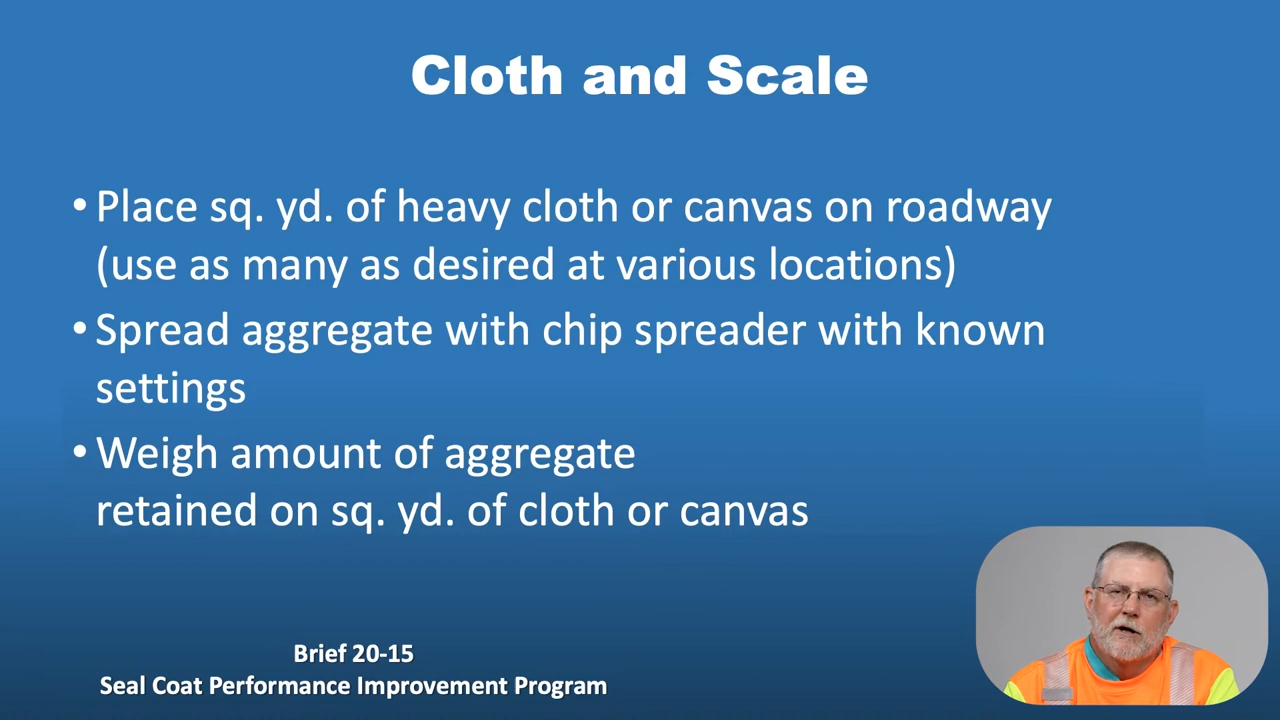 Cloth and Scale
• Place sq. yd. of heavy cloth or canvas on roadway
(use as many as desired at various locations)
• Spread aggregate with chip spreader with known
settings
• Weigh amount of aggregate
retained on sq. yd. of cloth or canvas
Brief 20-15
Seal Coat Performance Improvement Program